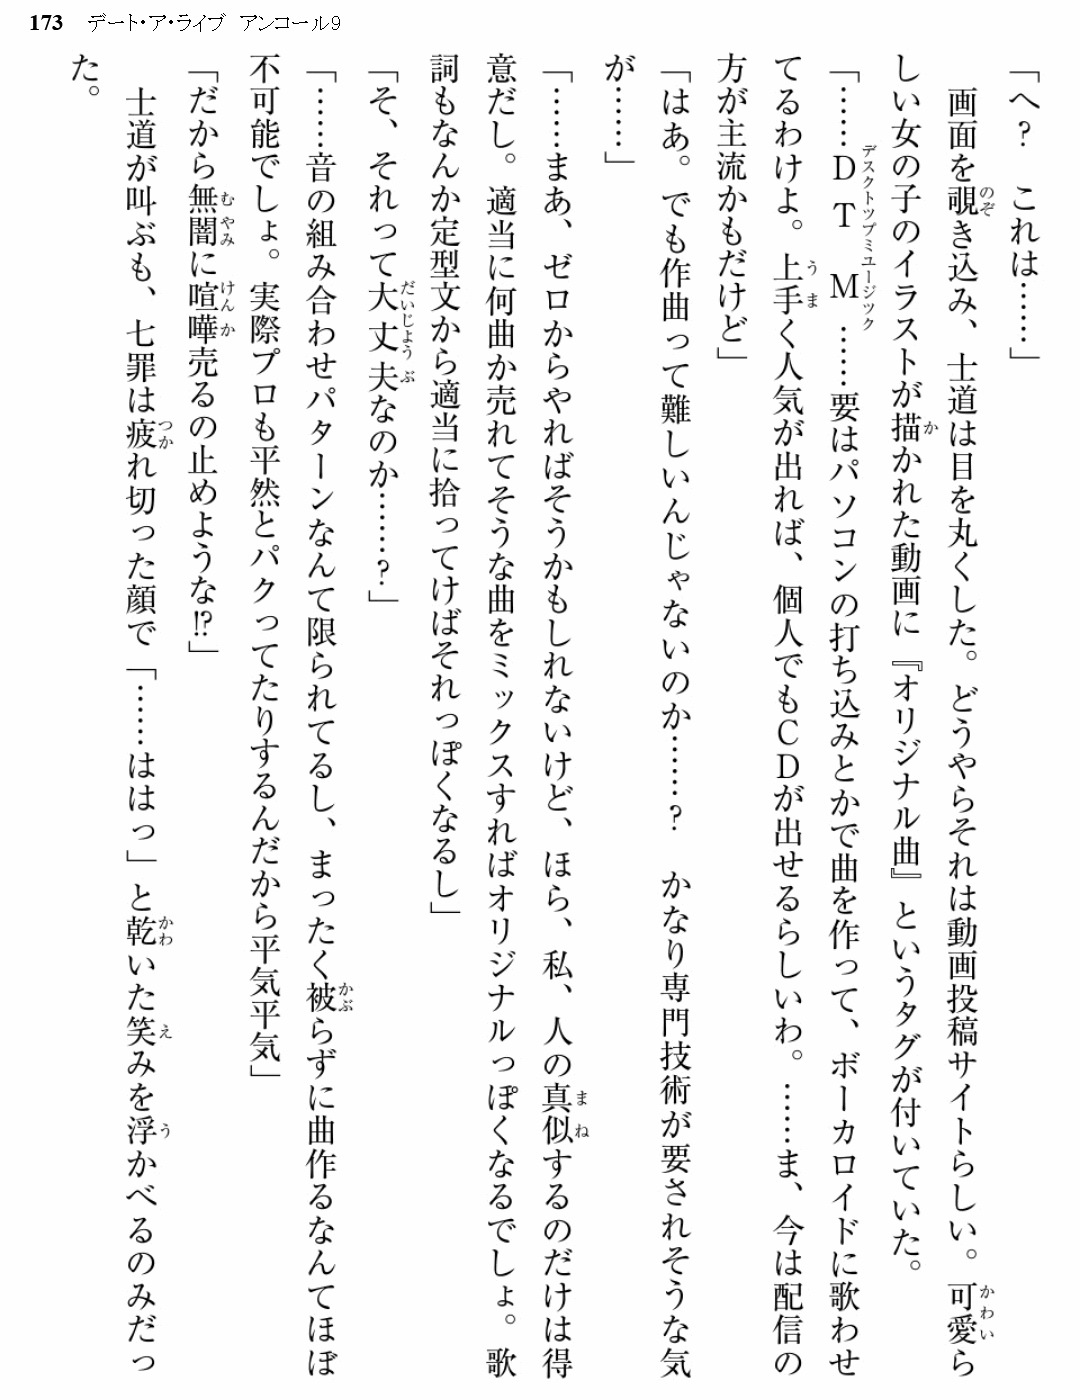 173 デート・ア・ライブ アンコール9
「へ？　これは……」
　画面を覗き込み、士道は目を丸くした。どうやらそれは動画投稿サイトらしい。可愛ら
しい女の子のイラストが描かれた動画に『オリジナル曲』というタグが付いていた。
「……ＤＴＭ……要はパソコンの打ち込みとかで曲を作って、ボーカロイドに歌わせ
てるわけよ。上手く人気が出れば、個人でもＣＤが出せるらしいわ。……ま、今は配信の
方が主流かもだけど」
「はあ。でも作曲って難しいんじゃないのか……？　かなり専門技術が要されそうな気
が……」
「……まあ、ゼロからやればそうかもしれないけど、ほら、私、人の真似するのだけは得
意だし。適当に何曲か売れてそうな曲をミックスすればオリジナルっぽくなるでしょ。歌
詞もなんか定型文から適当に拾ってけばそれっぽくなるし」
「そ、それって大丈夫なのか……？」
「……音の組み合わせパターンなんて限られてるし、まったく被らずに曲作るなんてほぼ
不可能でしょ。実際プロも平然とパクってたりするんだから平気平気」
「だから無闇に喧嘩売るの止めような!?」
　士道が叫ぶも、七罪は疲れ切った顔で「……ははっ」と乾いた笑みを浮かべるのみだっ
た。